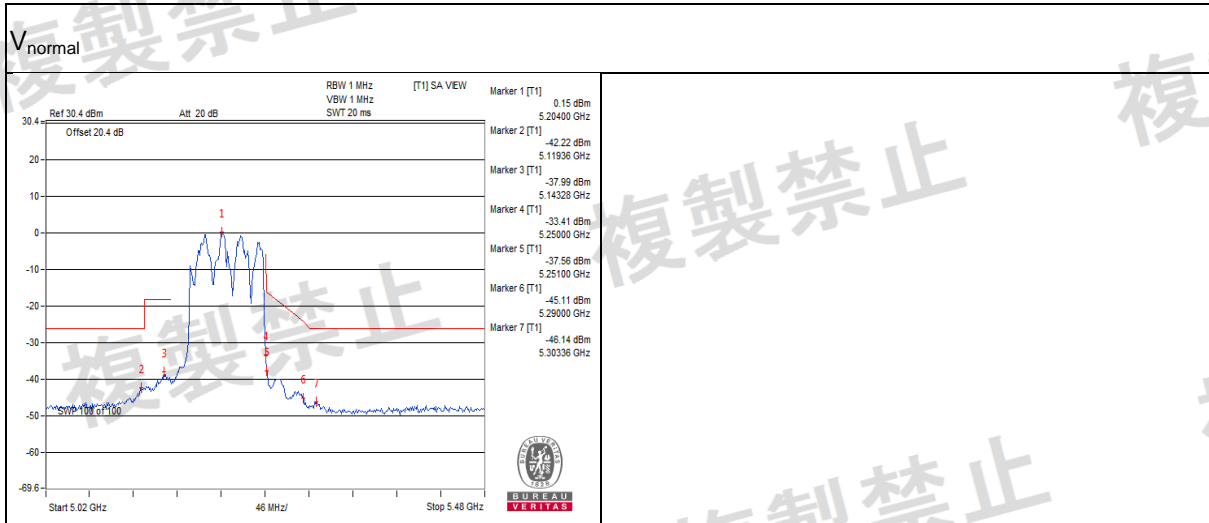 V normal
RBW 1 MHz
[T1] SA VIEW
VBW 1 MHz
Ref 30.4 dBm
Att 20 dB
SWT 20 ms
Offset 20.4 dB
30.4
20
10
0
-10
-20
-30
-40
-50
-60
-69.6
1
2
3
4
5
6
7
SWP 100 of 100
Start 5.02 GHz
46 MHz/
Stop 5.48 GHz
Marker 1 [T1]
0.15 dBm
5.20400 GHz
Marker 2 [T1]
-42.22 dBm
5.11936 GHz
Marker 3 [T1]
-37.99 dBm
5.14328 GHz
Marker 4 [T1]
-33.41 dBm
5.25000 GHz
Marker 5 [T1]
-37.56 dBm
5.25100 GHz
Marker 6 [T1]
-45.11 dBm
5.29000 GHz
Marker 7 [T1]
-46.14 dBm
5.30336 GHz
BUREAU VERITAS
1828
BUREAU
VERITAS
複製禁止
複製禁止
複製禁止
複製禁止
複